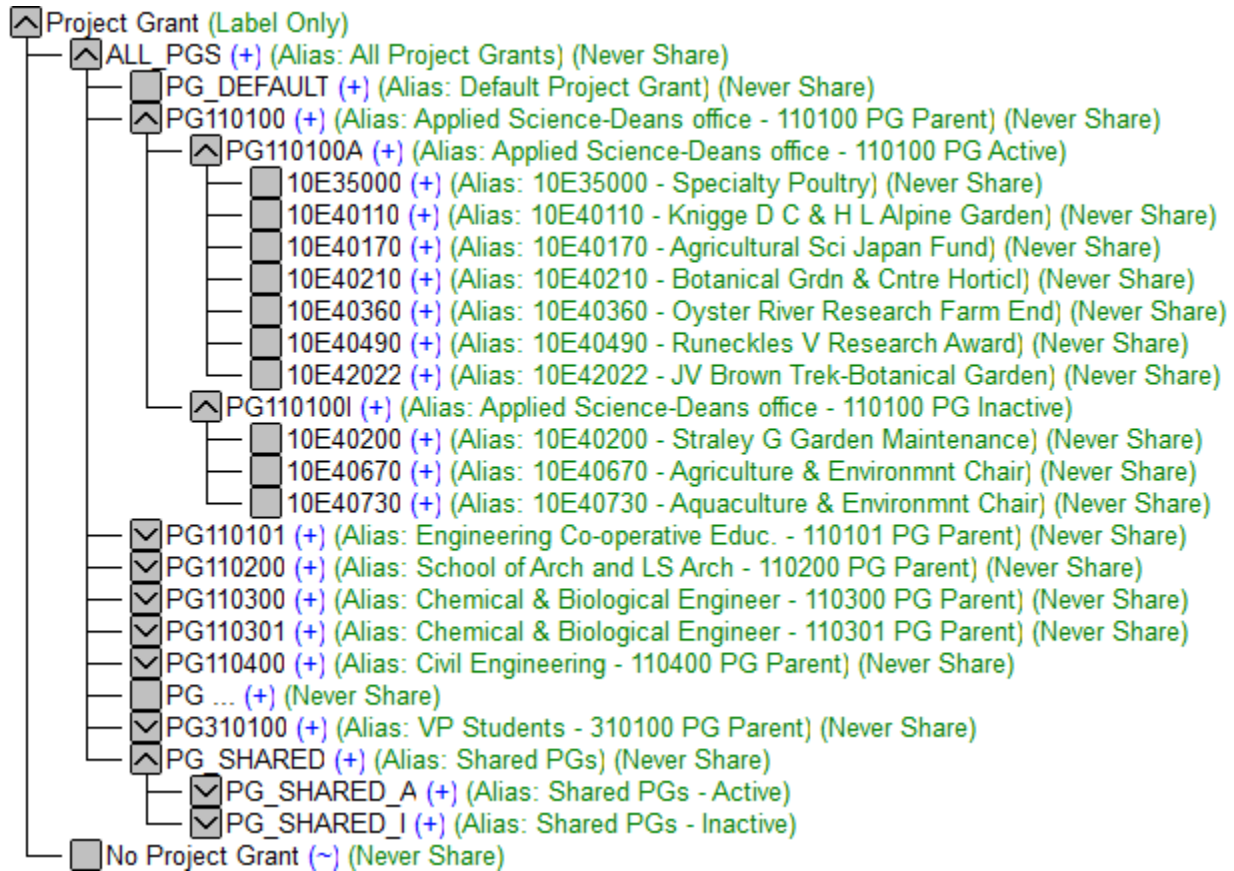 Project Grant (Label Only)
ALL_PGS (+) (Alias: All Project Grants) (Never Share)
PG_DEFAULT (+) (Alias: Default Project Grant) (Never Share)
PG110100 (+) (Alias: Applied Science-Deans office - 110100 PG Parent) (Never Share)
PG110100A (+) (Alias: Applied Science-Deans office - 110100 PG Active)
10E35000 (+) (Alias: 10E35000 - Specialty Poultry) (Never Share)
10E40110 (+) (Alias: 10E40110 - Knigge D C & H L Alpine Garden) (Never Share)
10E40170 (+) (Alias: 10E40170 - Agricultural Sci Japan Fund) (Never Share)
10E40210 (+) (Alias: 10E40210 - Botanical Grdn & Cntre Horticl) (Never Share)
10E40360 (+) (Alias: 10E40360 - Oyster River Research Farm End) (Never Share)
10E40490 (+) (Alias: 10E40490 - Runeckles V Research Award) (Never Share)
10E42022 (+) (Alias: 10E42022 - JV Brown Trek-Botanical Garden) (Never Share)
PG110100I (+) (Alias: Applied Science-Deans office - 110100 PG Inactive)
10E40200 (+) (Alias: 10E40200 - Straley G Garden Maintenance) (Never Share)
10E40670 (+) (Alias: 10E40670 - Agriculture & Environmnt Chair) (Never Share)
10E40730 (+) (Alias: 10E40730 - Aquaculture & Environmnt Chair) (Never Share)
PG110101 (+) (Alias: Engineering Co-operative Educ. - 110101 PG Parent) (Never Share)
PG110200 (+) (Alias: School of Arch and LS Arch - 110200 PG Parent) (Never Share)
PG110300 (+) (Alias: Chemical & Biological Engineer - 110300 PG Parent) (Never Share)
PG110301 (+) (Alias: Chemical & Biological Engineer - 110301 PG Parent) (Never Share)
PG110400 (+) (Alias: Civil Engineering - 110400 PG Parent) (Never Share)
PG ... (+) (Never Share)
PG310100 (+) (Alias: VP Students - 310100 PG Parent) (Never Share)
PG_SHARED (+) (Alias: Shared PGs) (Never Share)
PG_SHARED_A (+) (Alias: Shared PGs - Active)
PG_SHARED_I (+) (Alias: Shared PGs - Inactive)
No Project Grant (~) (Never Share)